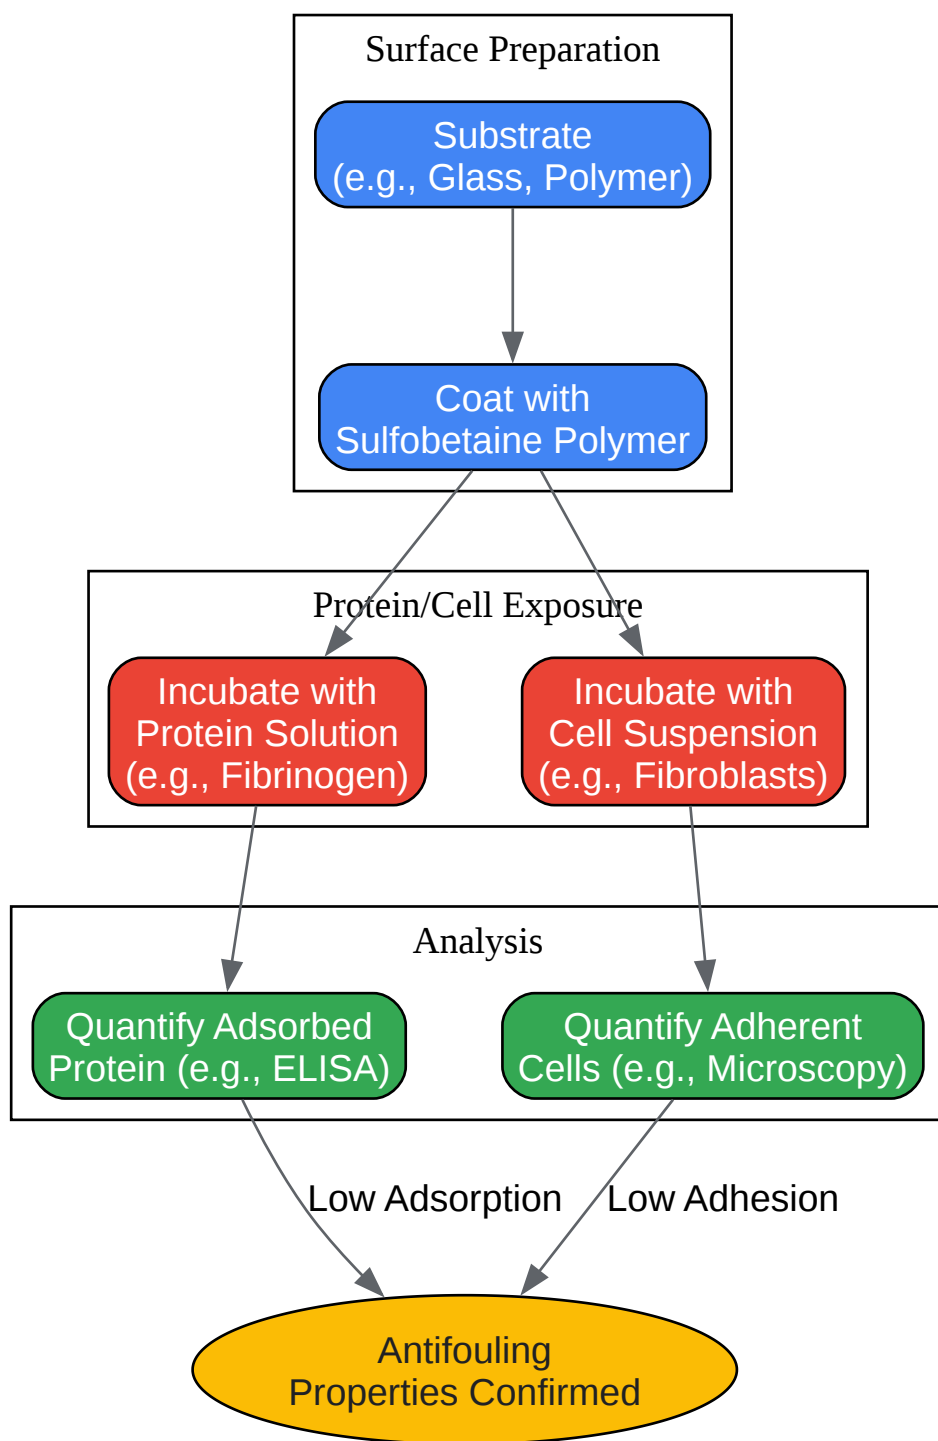 Surface Preparation
Substrate
(e.g., Glass, Polymer)
Coat with
Sulfobetaine Polymer
Protein/Cell Exposure
Incubate with
Protein Solution
(e.g., Fibrinogen)
Incubate with
Cell Suspension
(e.g., Fibroblasts)
Analysis
Quantify Adsorbed
Protein (e.g., ELISA)
Quantify Adherent
Cells (e.g., Microscopy)
Low Adsorption
Low Adhesion
Antifouling
Properties Confirmed